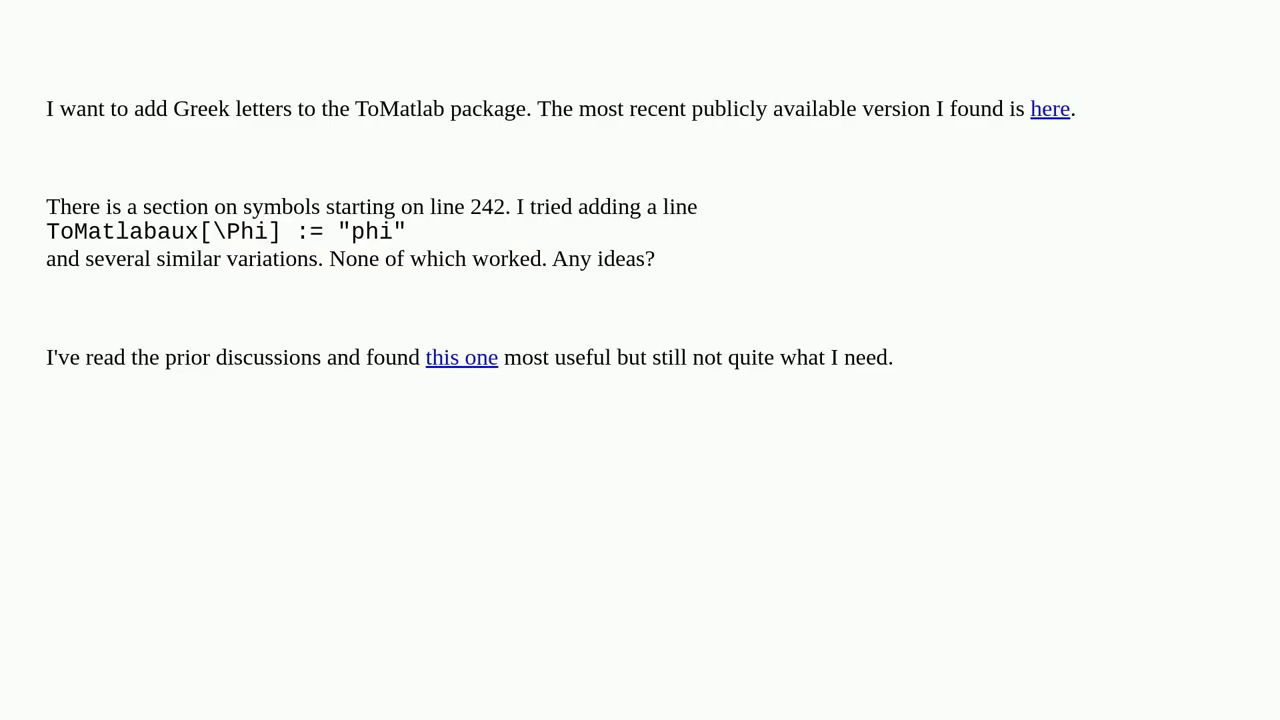 I want to add Greek letters to the ToMatlab package. The most recent publicly available version I found is here.
There is a section on symbols starting on line 242. I tried adding a line
ToMatlabaux[\Phi] := "phi"
and several similar variations. None of which worked. Any ideas?
I've read the prior discussions and found this one most useful but still not quite what I need.